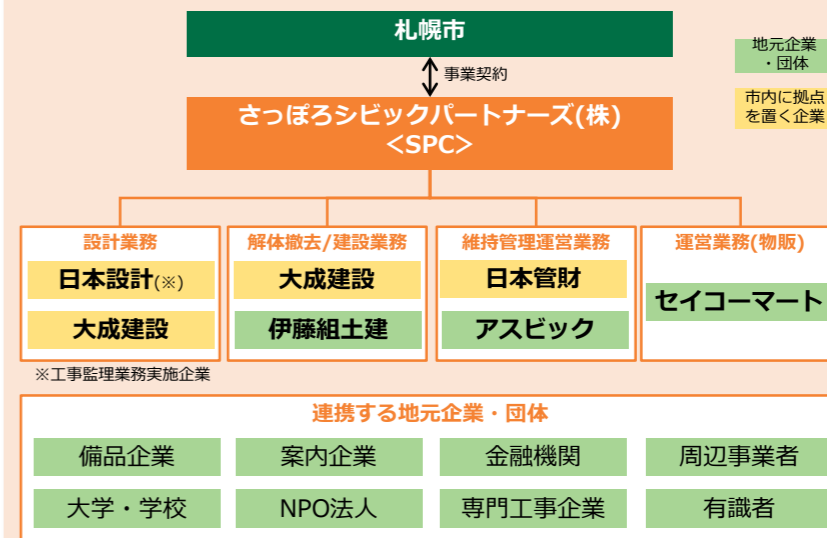 札幌市
事業契約
地元企業
・団体
市内に拠点
を置く企業
さっぽろシビックパートナーズ(株)
<SPC>
設計業務
日本設計(※)
大成建設
解体撤去/建設業務
大成建設
伊藤組土建
維持管理運営業務
日本管財
アスビック
運営業務(物販)
セイコーマート
※工事監理業務実施企業
連携する地元企業・団体
備品企業
案内企業
金融機関
周辺事業者
大学・学校
NPO法人
専門工事企業
有識者